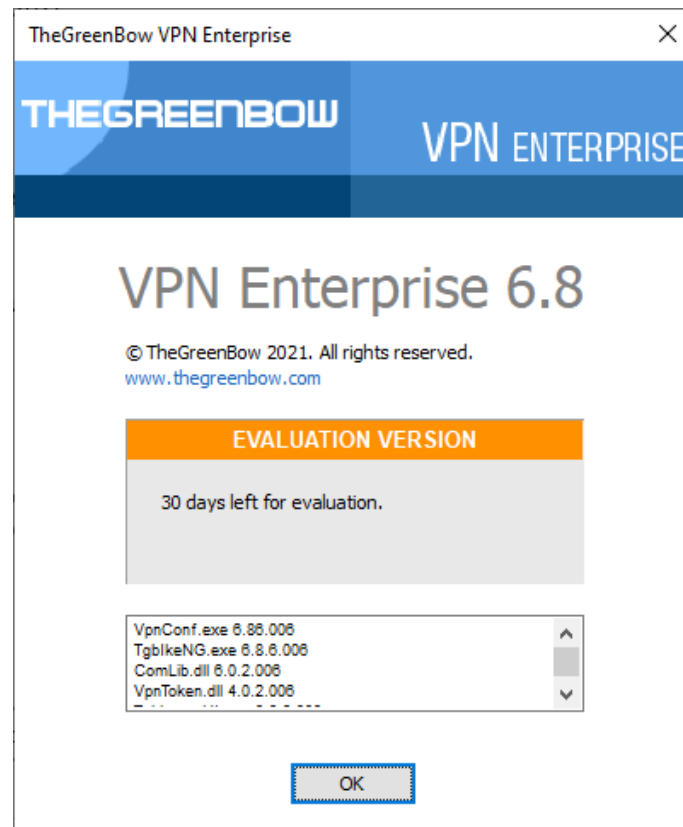 TheGreenBow VPN Enterprise
THEGREENBOW
VPN ENTERPRISE
VPN Enterprise 6.8
© TheGreenBow 2021. All rights reserved.
www.thegreenbow.com
EVALUATION VERSION
30 days left for evaluation.
VpnConf.exe 6.86.006
TgbIkeNG.exe 6.8.6.006
ComLib.dll 6.0.2.006
VpnToken.dll 4.0.2.006
OK